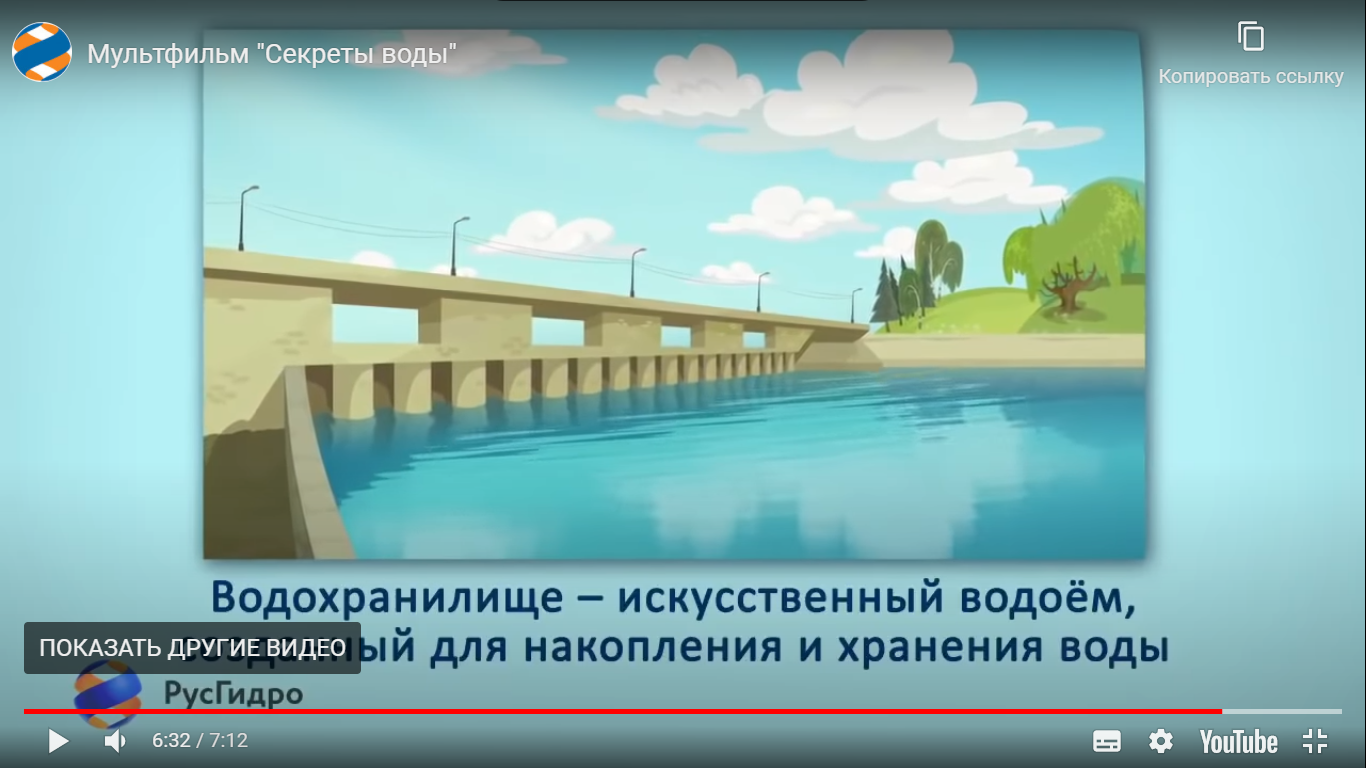 Мультфильм "Секреты воды"
Копировать ссылку
Водохранилище – искусственный водоём,
созданный для накопления и хранения воды
ПОКАЗАТЬ ДРУГИЕ ВИДЕО
РусГидро
6:32 / 7:12
YouTube